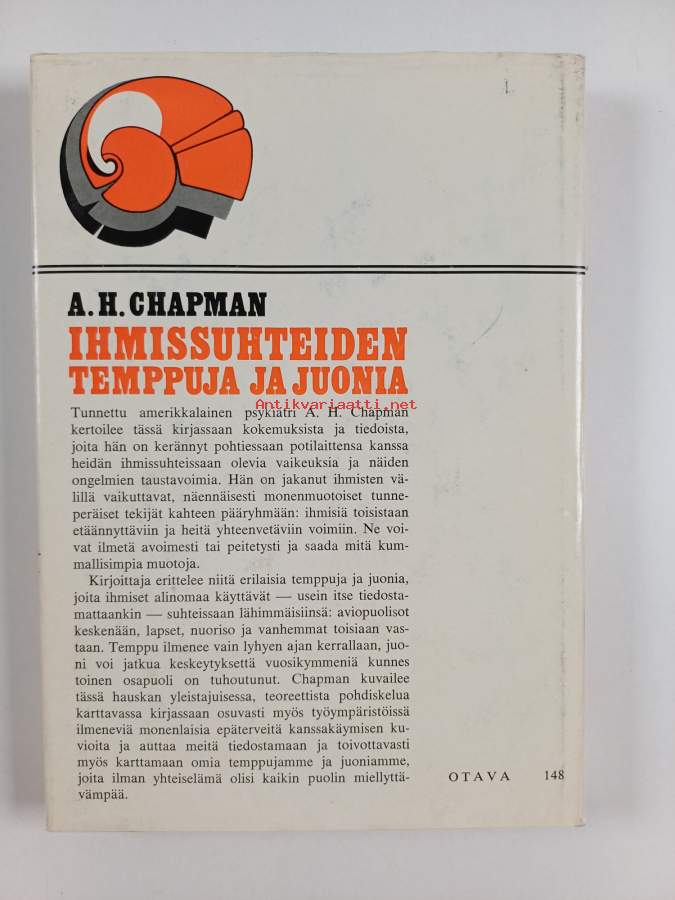 A. H. CHAPMAN
IHMISSUHTEIDEN
TEMPPUJA JA JUONIA
Antikvariaatti.net
Tunnettu amerikkalainen psykiatri A. H. Chapman
kertoilee tässä kirjassaan kokemuksista ja tiedoista,
joita hän on kerännyt pohtiessaan potilaittensa kanssa
heidän ihmissuhteissaan olevia vaikeuksia ja näiden
ongelmien taustavoimia. Hän on jakanut ihmisten vä-
lillä vaikuttavat, näennäisesti monenmuotoiset tunne-
peräiset tekijät kahteen pääryhmään: ihmisiä toisistaan
etäännyttäviin ja heitä yhteenvetäviin voimiin. Ne voi-
vat ilmetä avoimesti tai peitetysti ja saada mitä kum-
mallisimpia muotoja.
Kirjoittaja erittelee niitä erilaisia temppuja ja juonia,
joita ihmiset alinomaa käyttävät — usein itse tiedosta-
mattaankin — suhteissaan lähimmäisiinsä: aviopuolisot
keskenään, lapset, nuoriso ja vanhemmat toisiaan vas-
taan. Temppu ilmenee vain lyhyen ajan kerrallaan, juo-
ni voi jatkua keskeytyksettä vuosikymmeniä kunnes
toinen osapuoli on tuhoutunut. Chapman kuvailee
tässä hauskan yleistajuisessa, teoreettista pohdiskelua
karttavassa kirjassaan osuvasti myös työympäristöissä
ilmeneviä monenlaisia epäterveitä kanssakäymisen ku-
vioita ja auttaa meitä tiedostamaan ja toivottavasti
myös karttamaan omia temppujamme ja juoniamme,
joita ilman yhteiselämä olisi kaikin puolin miellyttä-
vämpää.
OTAVA 148